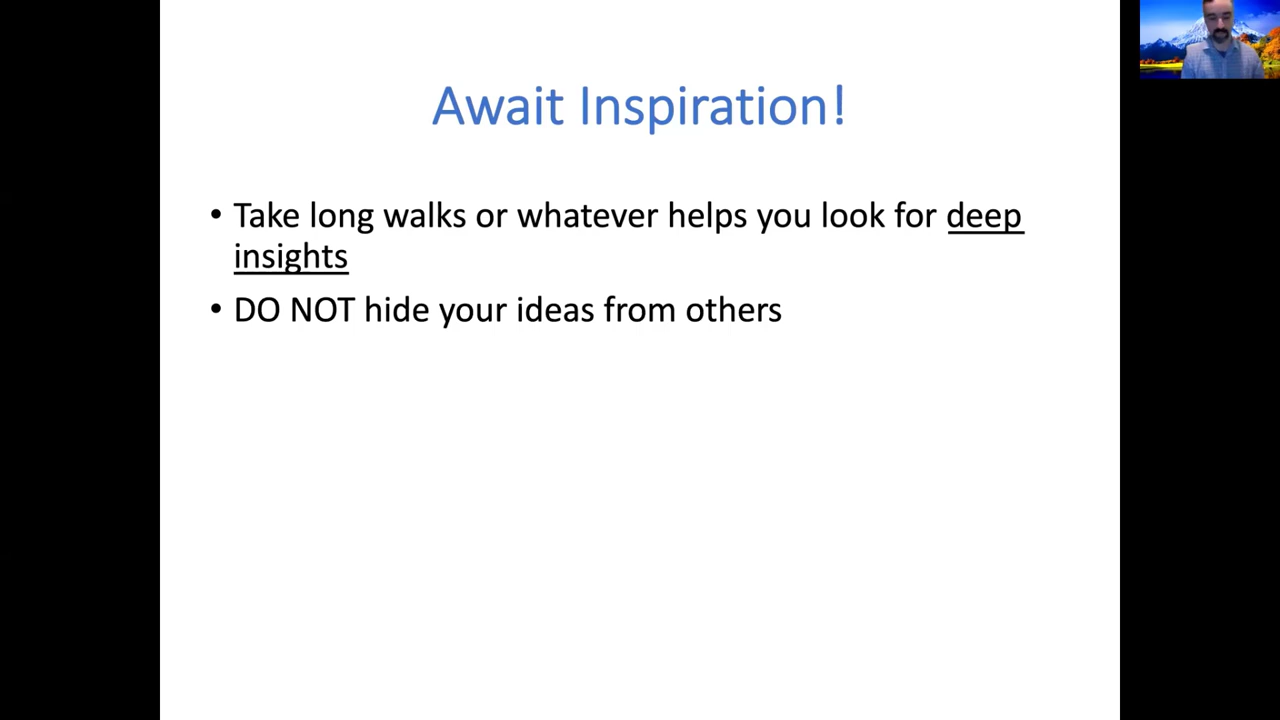 Await Inspiration!
• Take long walks or whatever helps you look for deep
insights
• DO NOT hide your ideas from others